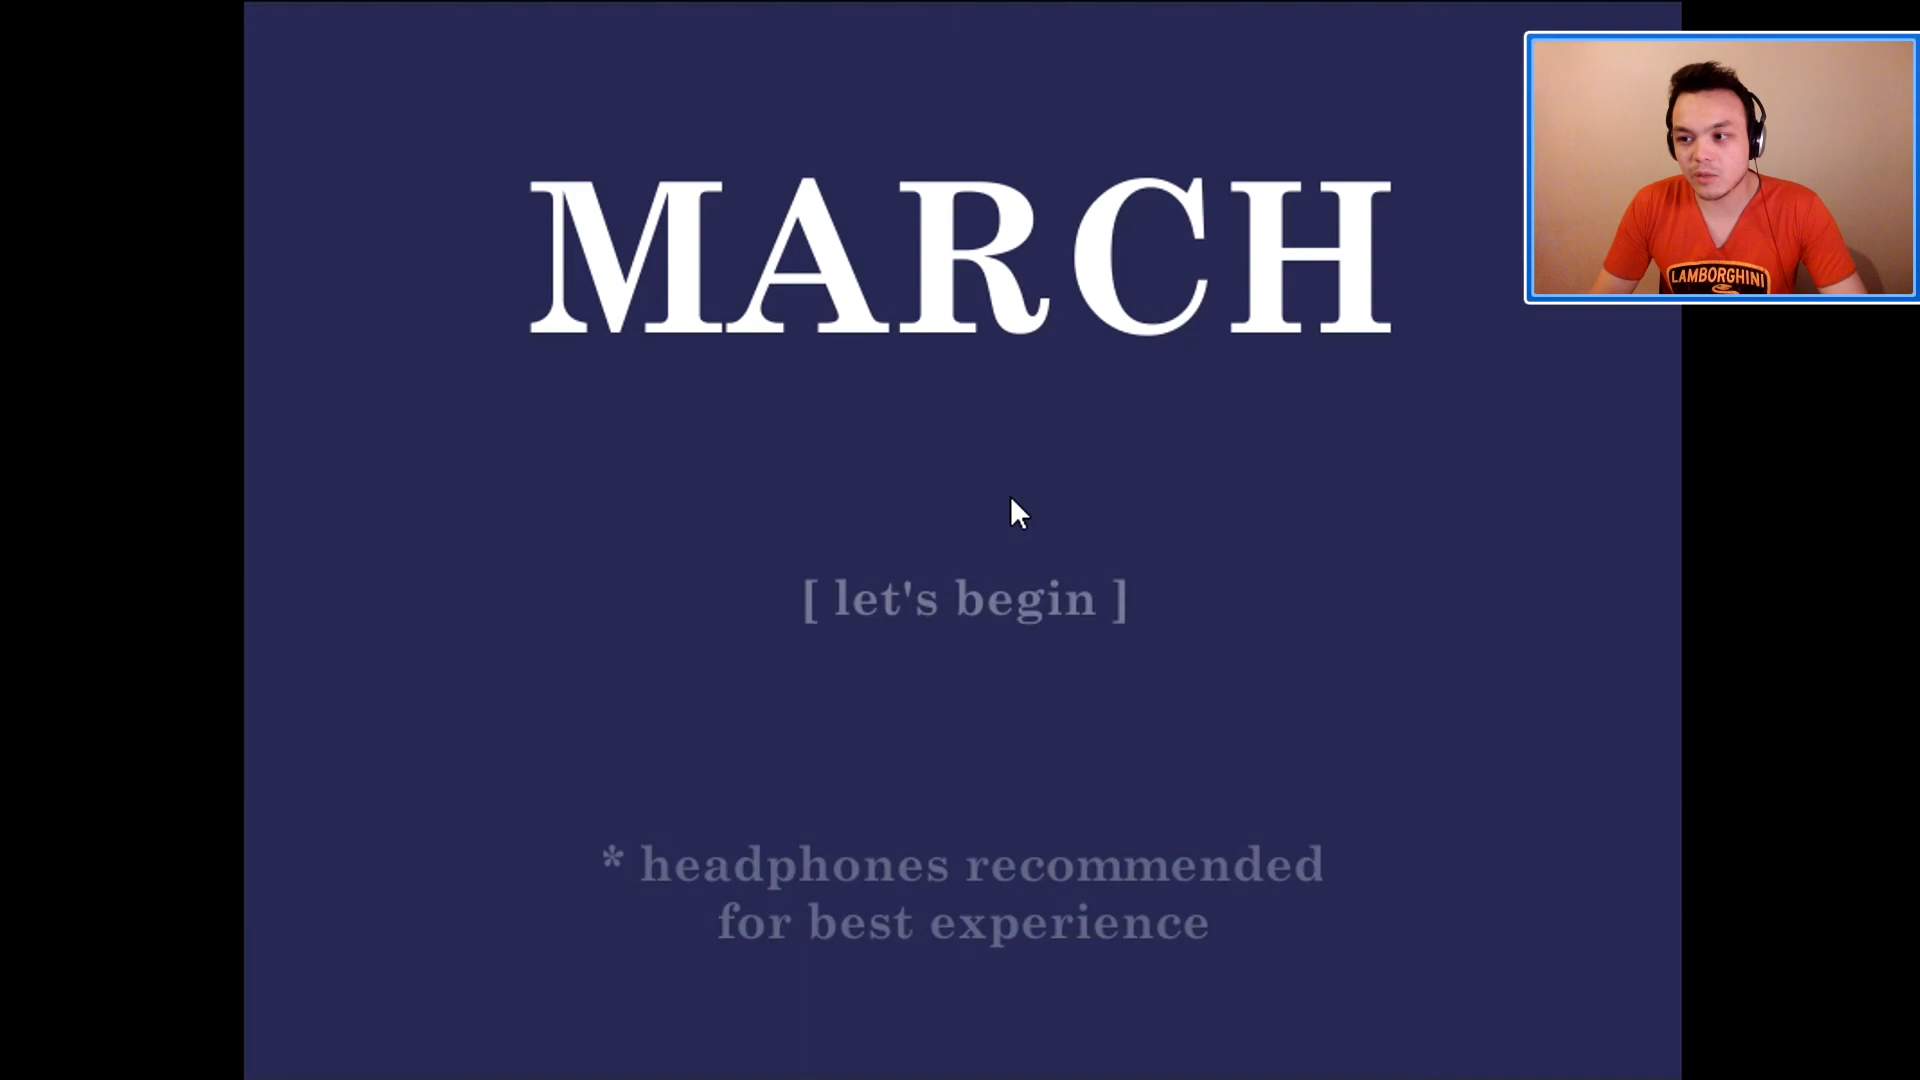 MARCH
LAMBORGHINI
[ let's begin ]
* headphones recommended
for best experience